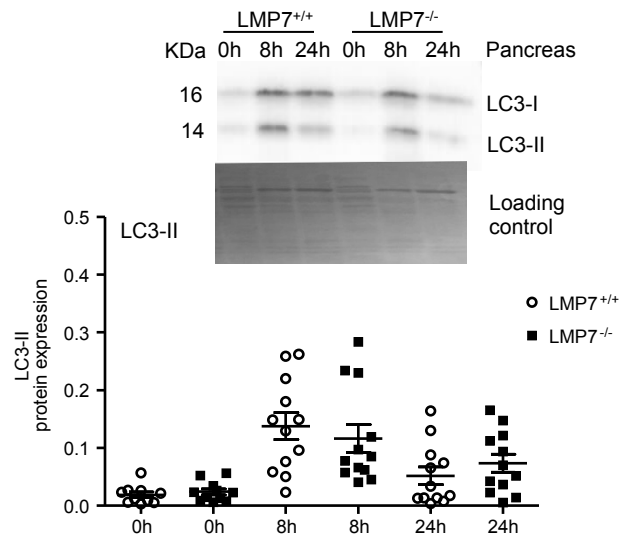 LMP7+/+ LMP7-/-
KDa 0h 8h 24h 0h 8h 24h Pancreas
16 LC3-I
14 LC3-II
Loading
control
LC3-II
LC3-II
protein expression
0.5
0.4
0.3
0.2
0.1
0.0
0h 0h 8h 8h 24h 24h
LMP7+/+
LMP7-/-